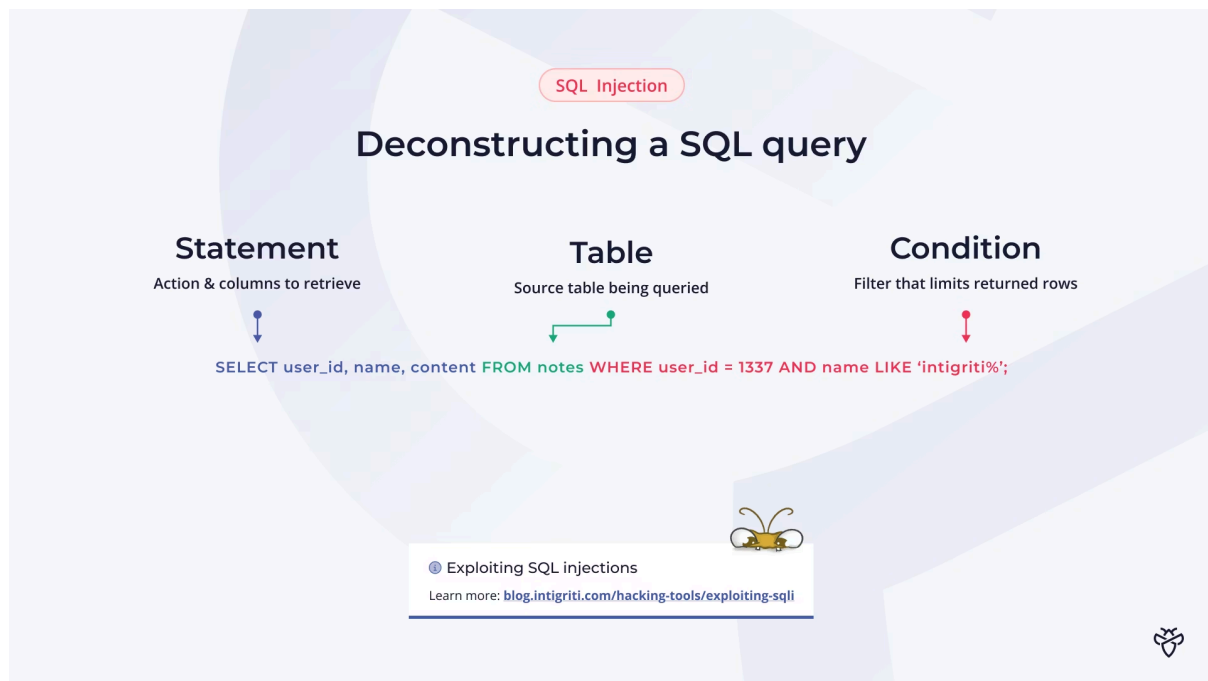 SQL Injection
Deconstructing a SQL query
Statement
Action & columns to retrieve
Table
Source table being queried
Condition
Filter that limits returned rows
SELECT user_id, name, content FROM notes WHERE user_id = 1337 AND name LIKE ‘intigriti%’;
Exploiting SQL injections
Learn more: blog.intigriti.com/hacking-tools/exploiting-sqli